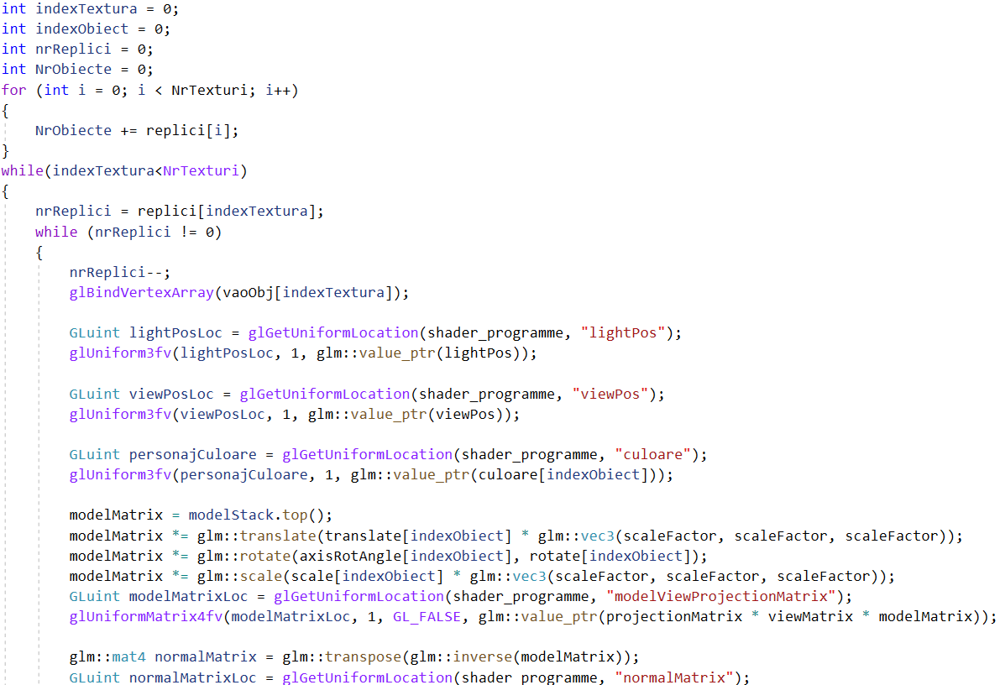 int indexTextura = 0;
int indexObiect = 0;
int nrReplici = 0;
int NrObiecte = 0;
for (int i = 0; i < NrTexturi; i++)
{
    NrObiecte += replici[i];
}
while(indexTextura<NrTexturi)
{
    nrReplici = replici[indexTextura];
    while (nrReplici != 0)
    {
        nrReplici--;
        glBindVertexArray(vaoObj[indexTextura]);

        GLuint lightPosLoc = glGetUniformLocation(shader_programme, "lightPos");
        glUniform3fv(lightPosLoc, 1, glm::value_ptr(lightPos));

        GLuint viewPosLoc = glGetUniformLocation(shader_programme, "viewPos");
        glUniform3fv(viewPosLoc, 1, glm::value_ptr(viewPos));

        GLuint personajCuloare = glGetUniformLocation(shader_programme, "culoare");
        glUniform3fv(personajCuloare, 1, glm::value_ptr(culoare[indexObiect]));

        modelMatrix = modelStack.top();
        modelMatrix *= glm::translate(translate[indexObiect] * glm::vec3(scaleFactor, scaleFactor, scaleFactor));
        modelMatrix *= glm::rotate(axisRotAngle[indexObiect], rotate[indexObiect]);
        modelMatrix *= glm::scale(scale[indexObiect] * glm::vec3(scaleFactor, scaleFactor, scaleFactor));
        GLuint modelMatrixLoc = glGetUniformLocation(shader_programme, "modelViewProjectionMatrix");
        glUniformMatrix4fv(modelMatrixLoc, 1, GL_FALSE, glm::value_ptr(projectionMatrix * viewMatrix * modelMatrix));

        glm::mat4 normalMatrix = glm::transpose(glm::inverse(modelMatrix));
        GLuint normalMatrixLoc = glGetUniformLocation(shader_programme, "normalMatrix");